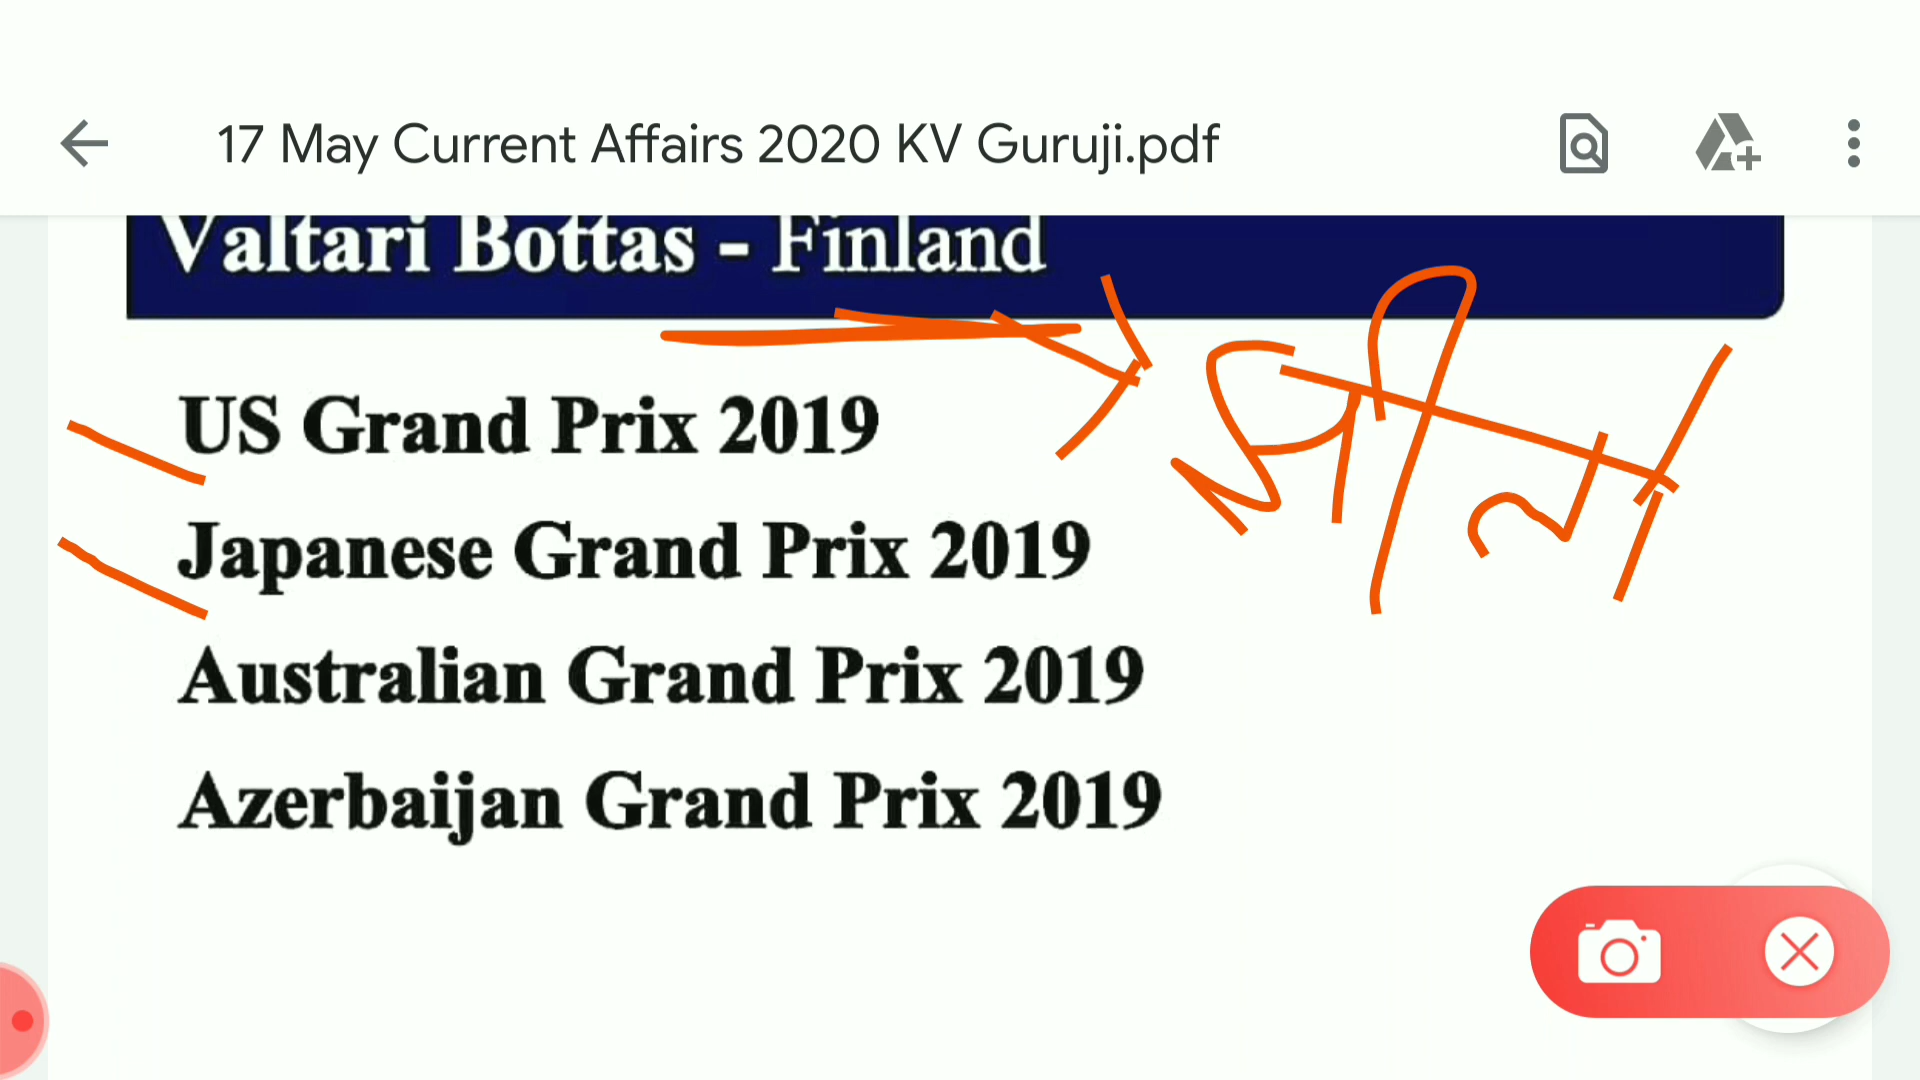 17 May Current Affairs 2020 KV Guruji.pdf
Valtari Bottas - Finland
US Grand Prix 2019
जीता
Japanese Grand Prix 2019
Australian Grand Prix 2019
Azerbaijan Grand Prix 2019